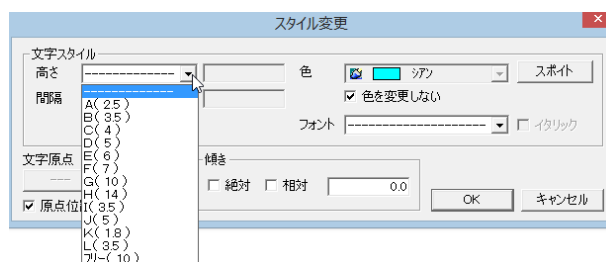 スタイル変更
文字スタイル
高さ -------------
色 シアン スポイト
間隔
色を変更しない
フォント -------------------- イタリック
-------------
A( 2.5 )
B( 3.5 )
C( 4 )
D( 5 )
E( 6 )
F( 7 )
G( 10 )
H( 14 )
I( 3.5 )
J( 5 )
K( 1.8 )
L( 3.5 )
フリー( 10 )
文字原点
---
原点位
傾き
絶対 相対 0.0
OK キャンセル